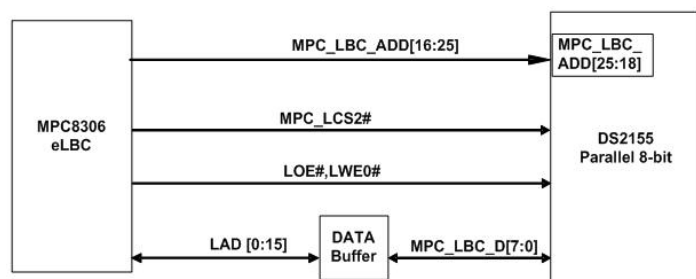 MPC8306
eLBC
MPC_LBC_ADD[16:25]
MPC_LBC_
ADD[25:18]
MPC_LCS2#
LOE#,LWE0#
LAD [0:15]
DATA
Buffer
MPC_LBC_D[7:0]
DS2155
Parallel 8-bit